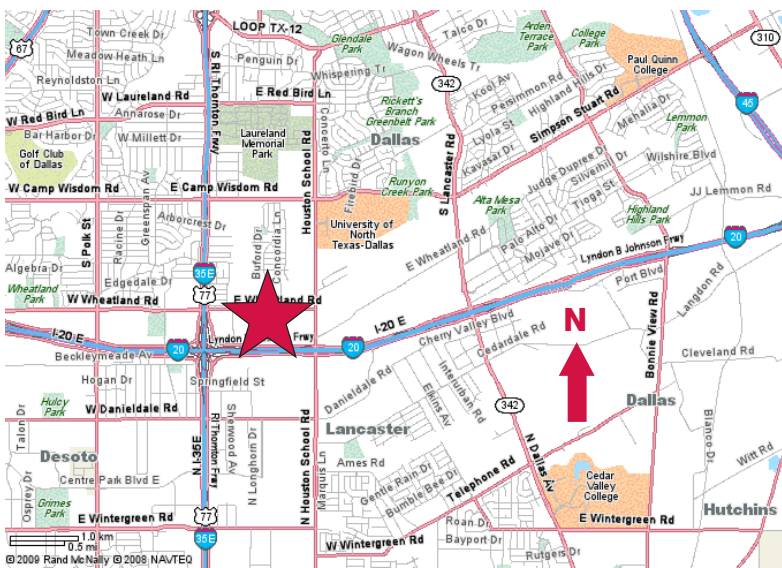 67
Town Creek Dr
Meadow Heath Ln
Reynoldston Ln
W Laureland Rd
W Red Bird Ln
Annarose Dr
Bar Harbor Dr
W Millett Dr
Golf Club
of Dallas
W Camp Wisdom Rd
S Polk St
Racine Dr
Greenspan Av
Arborcrest Dr
Algebra Dr
Edgedale Dr
Wheatland
Park
W Wheatland Rd
I-20 E
20
Beckleymeade Av
Hogan Dr
Hulcy
Park
W Danieldale Rd
Talon Dr
Desoto
Centre Park Blvd E
Osprey Dr
Grimes
Park
E Wintergreen Rd
1.0 km
0.5 mi
© 2009 Rand McNally © 2008 NAVTEQ
S RL Thornton Frwy
LOOP TX-12
Penguin Dr
E Red Bird Ln
Laureland
Memorial
Park
E Camp Wisdom Rd
Houston School Rd
Concerto Ln
Firebird Dr
Buford Dr
Concordia Ln
35E
77
E Wheatland Rd
Lyndon
Frwy
Springfield St
Sherwood Av
RL Thornton Frwy
N I-35E
N Longhorn Dr
N Houston School Rd
Marquis Ln
77
35E
Glendale
Park
Whispering Tr
Wagon Wheels Tr
Talco Dr
Rickett's
Branch
Greenbelt Park
Dallas
Runyon
Creek Park
University of
North
Texas-Dallas
342
S Lancaster Rd
Arden
Terrace Park
College
Park
Paul Quinn
College
310
45
Kool Av
Persimmon Rd
Highland Hills Dr
Lyola St
Kavasar Dr
Simpson Stuart Rd
Mehalia Dr
Lemmon
Park
Wilshire Blvd
Judge Dupree Dr
Silverhill Dr
Tioga St
Alta Mesa
Park
Palo Alto Dr
Mojave Dr
Highland
Hills Park
JJ Lemmon Rd
E Wheatland Rd
Lyndon B Johnson Frwy
20
Port Blvd
Langdon Rd
I-20 E
20
Cherry Valley Blvd
Cedardale Rd
N
Bonnie View Rd
Cleveland Rd
Danieldale Rd
Interurban Rd
Elkins Av
342
Dallas
Lancaster
Ames Rd
Gentle Rain Dr
Bumble Bee Dr
Telephone Rd
N Dallas Av
Blanco Dr
Witt Rd
Cedar
Valley
College
Hutchins
E Wintergreen Rd
W Wintergreen Rd
Roan Dr
Bayport Dr
Rutgers Dr